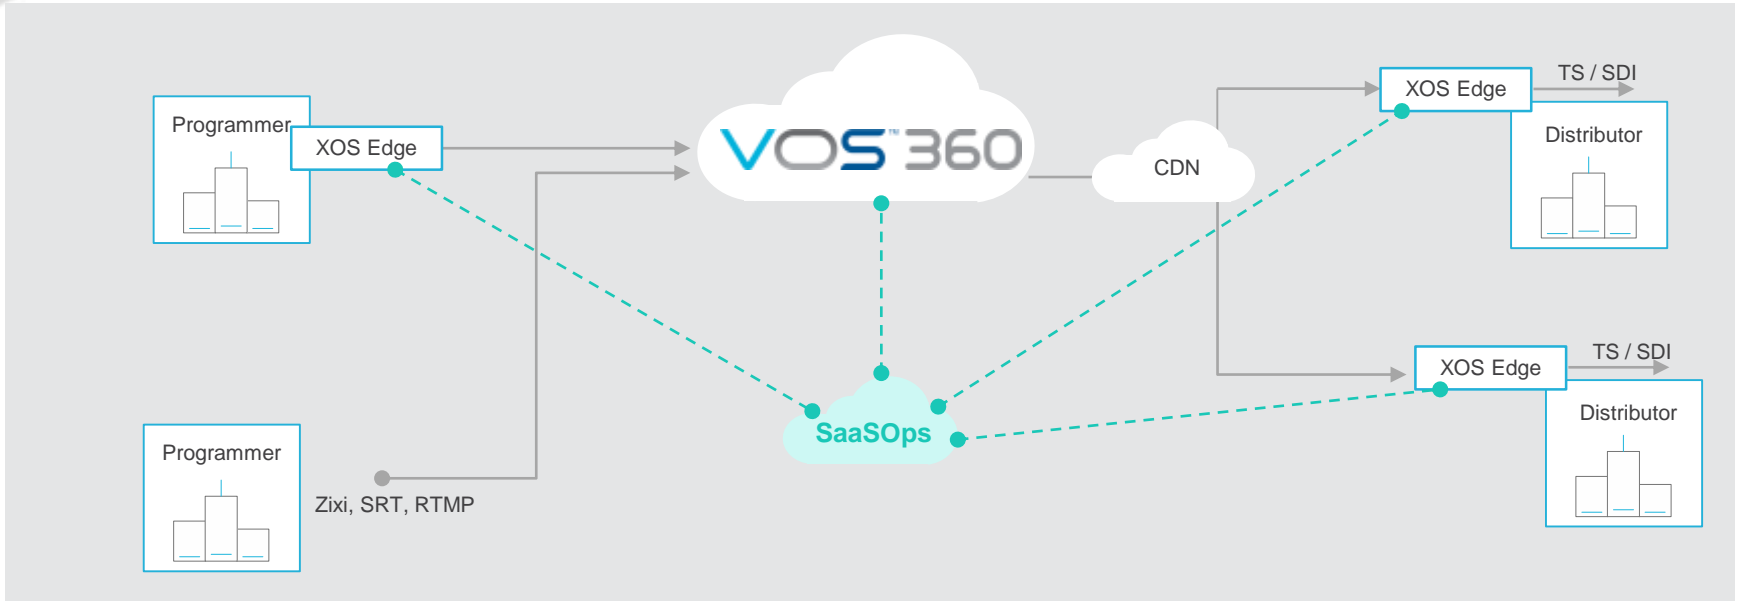 Programmer
XOS Edge
VOS™360
CDN
XOS Edge
TS / SDI
Distributor
XOS Edge
TS / SDI
Distributor
SaaSOps
Programmer
Zixi, SRT, RTMP